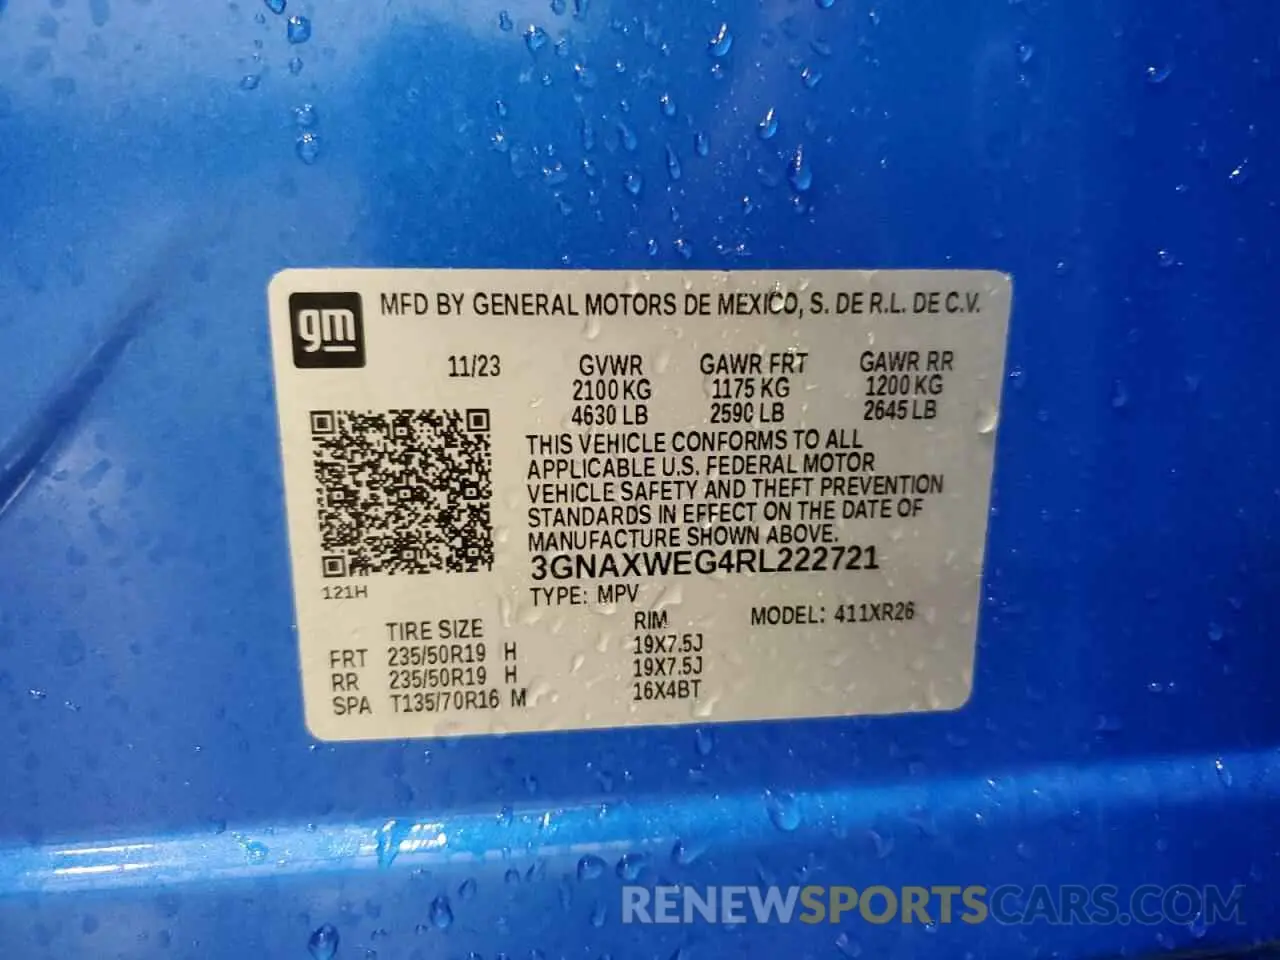 gm
MFD BY GENERAL MOTORS DE MEXICO, S. DE R.L. DE C.V.
11/23 GVWR GAWR FRT GAWR RR
2100 KG 1175 KG 1200 KG
4630 LB 2590 LB 2645 LB
THIS VEHICLE CONFORMS TO ALL
APPLICABLE U.S. FEDERAL MOTOR
VEHICLE SAFETY AND THEFT PREVENTION
STANDARDS IN EFFECT ON THE DATE OF
MANUFACTURE SHOWN ABOVE.
3GNAXWEG4RL222721
121H
TYPE: MPV
MODEL: 411XR26
TIRE SIZE RIM
FRT 235/50R19 H 19X7.5J
RR 235/50R19 H 19X7.5J
SPA T135/70R16 M 16X4BT
RENEWSPORTSCARS.COM